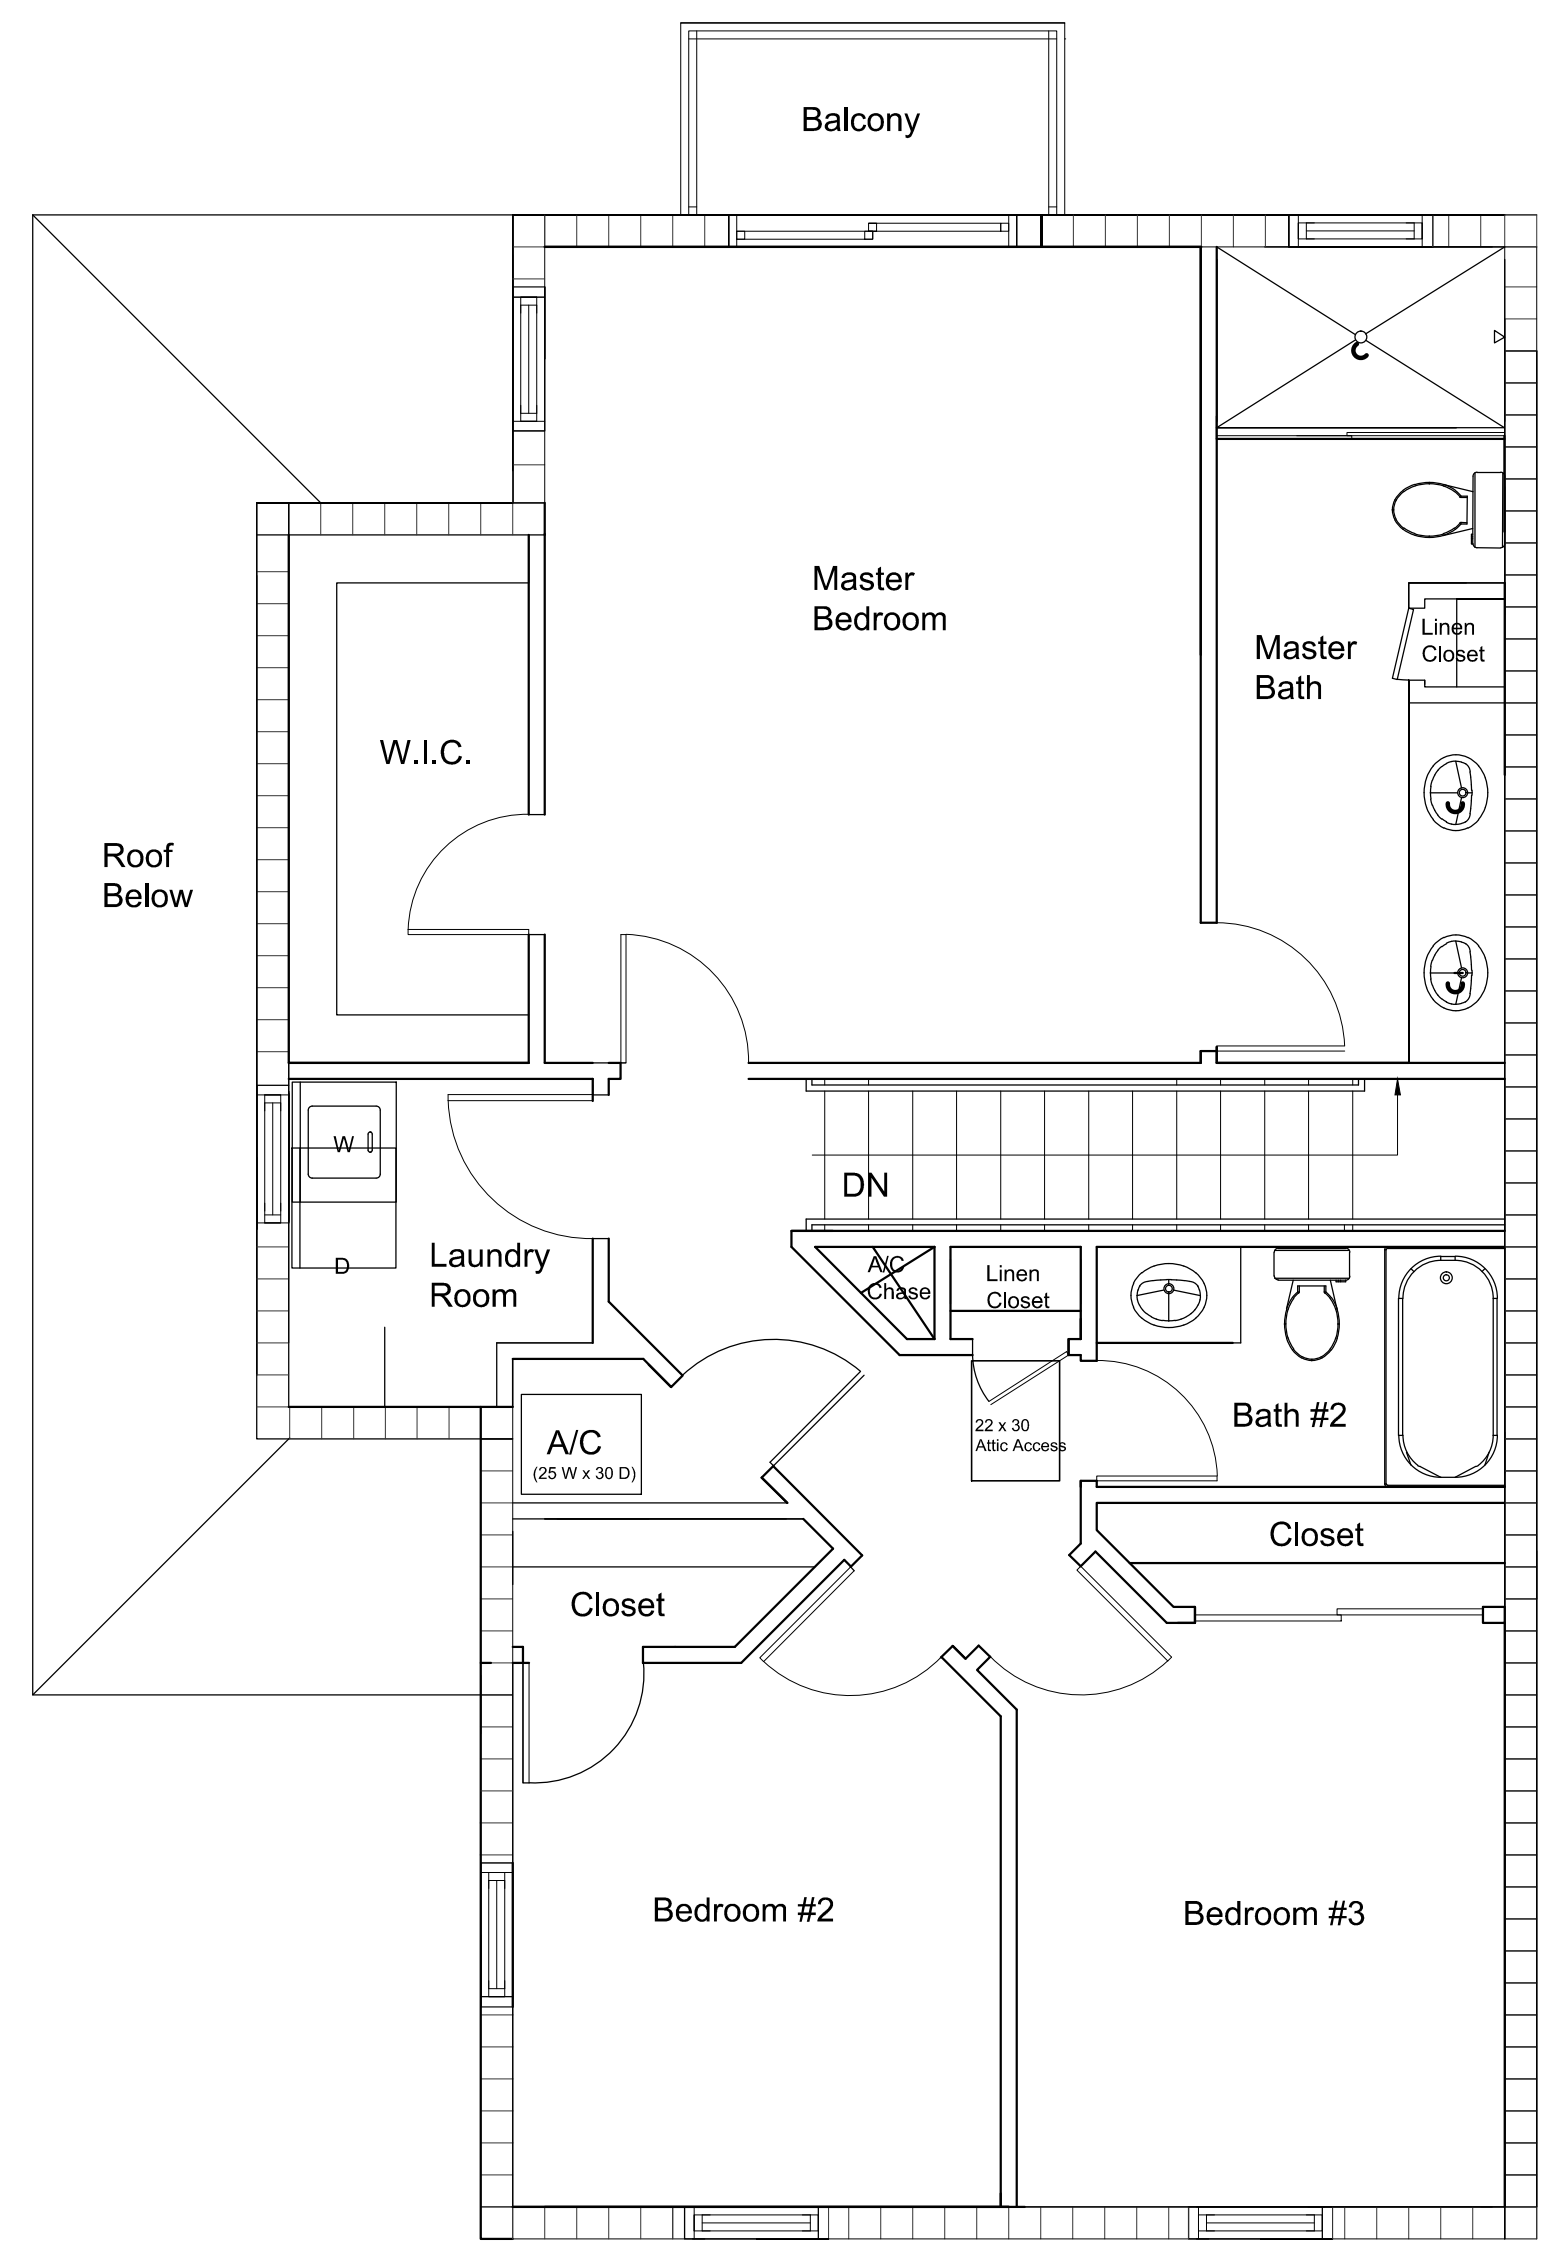 Balcony
Master
Bedroom
Linen
Closet
Master
Bath
W.I.C.
Roof
Below
W
DN
D
Laundry
Room
A/C
Chase
Linen
Closet
22 x 30
Attic Access
Bath #2
A/C
(25 W x 30 D)
Closet
Closet
Bedroom #2
Bedroom #3